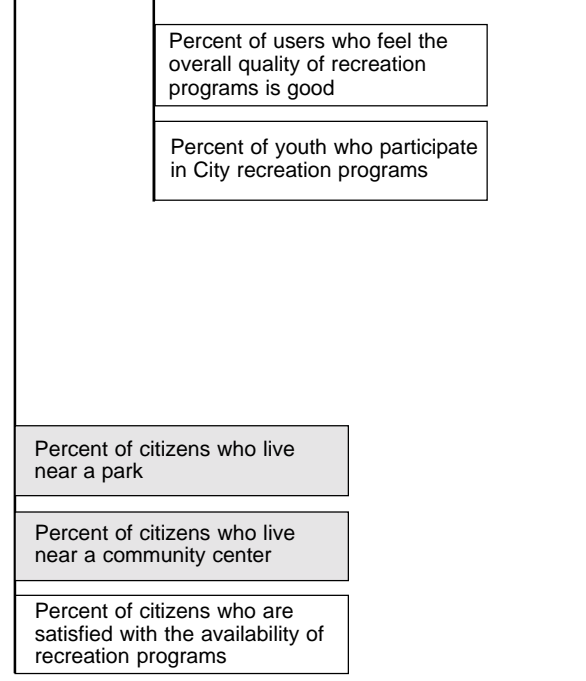 Percent of users who feel the
overall quality of recreation
programs is good
Percent of youth who participate
in City recreation programs
Percent of citizens who live
near a park
Percent of citizens who live
near a community center
Percent of citizens who are
satisfied with the availability of
recreation programs